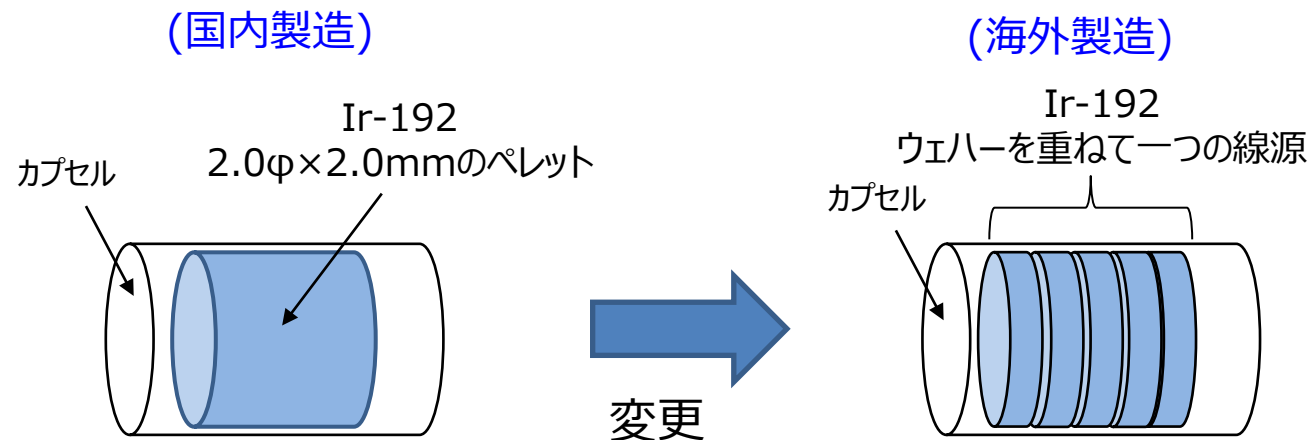 (国内製造)
Ir-192
2.0φ×2.0mmのペレット
カプセル
変更
(海外製造)
Ir-192
ウェハーを重ねて一つの線源
カプセル